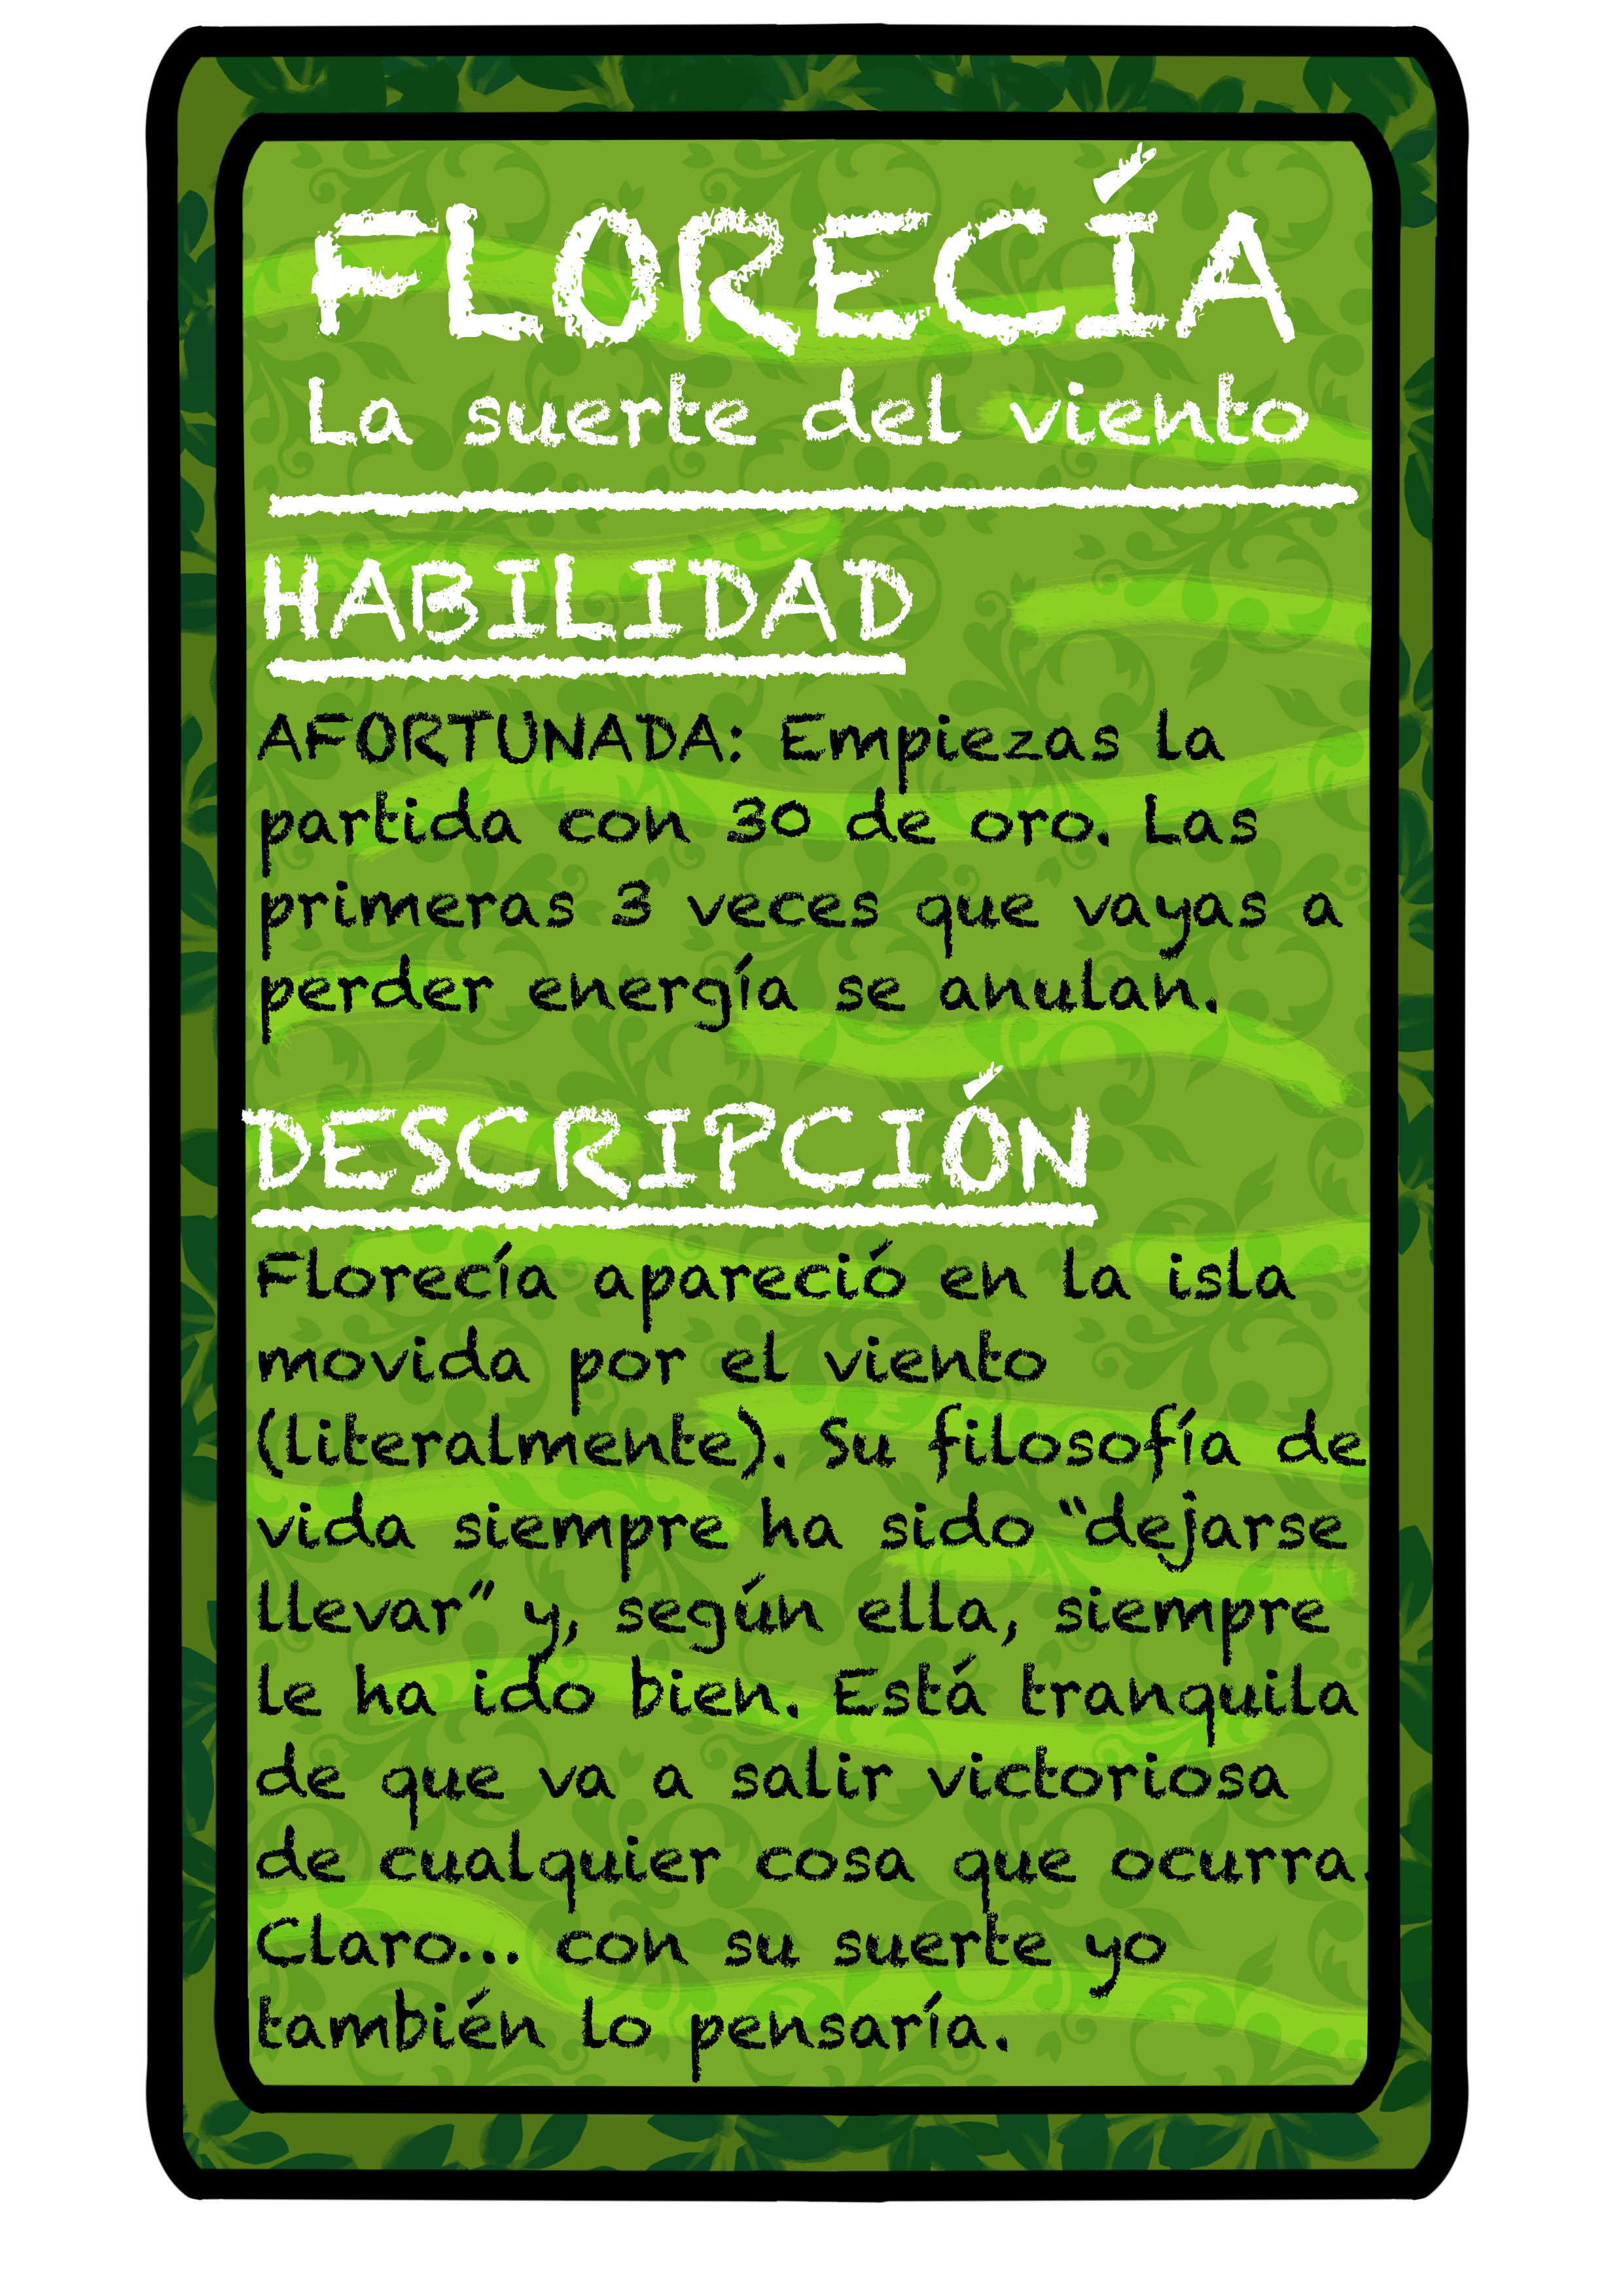 FLORECÍA
La suerte del viento
HABILIDAD
AFORTUNADA: Empiezas la
partida con 30 de oro. Las
primeras 3 veces que vayas a
perder energía se anulan.
DESCRIPCIÓN
Florecía apareció en la isla
movida por el viento
(literalmente). Su filosofía de
vida siempre ha sido “dejarse
llevar” y, según ella, siempre
le ha ido bien. Está tranquila
de que va a salir victoriosa
de cualquier cosa que ocurra.
Claro... con su suerte yo
también lo pensaría.